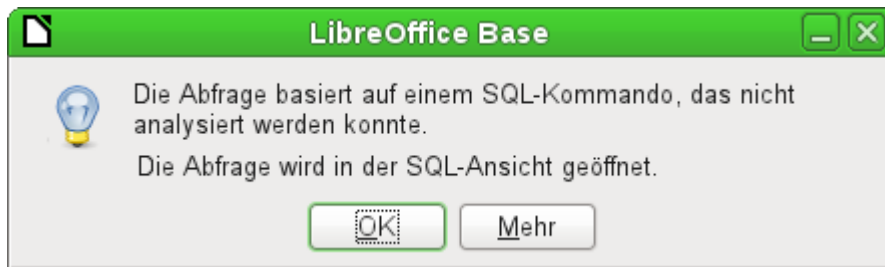 LibreOffice Base
Die Abfrage basiert auf einem SQL-Kommando, das nicht
analysiert werden konnte.
Die Abfrage wird in der SQL-Ansicht geöffnet.
OK
Mehr